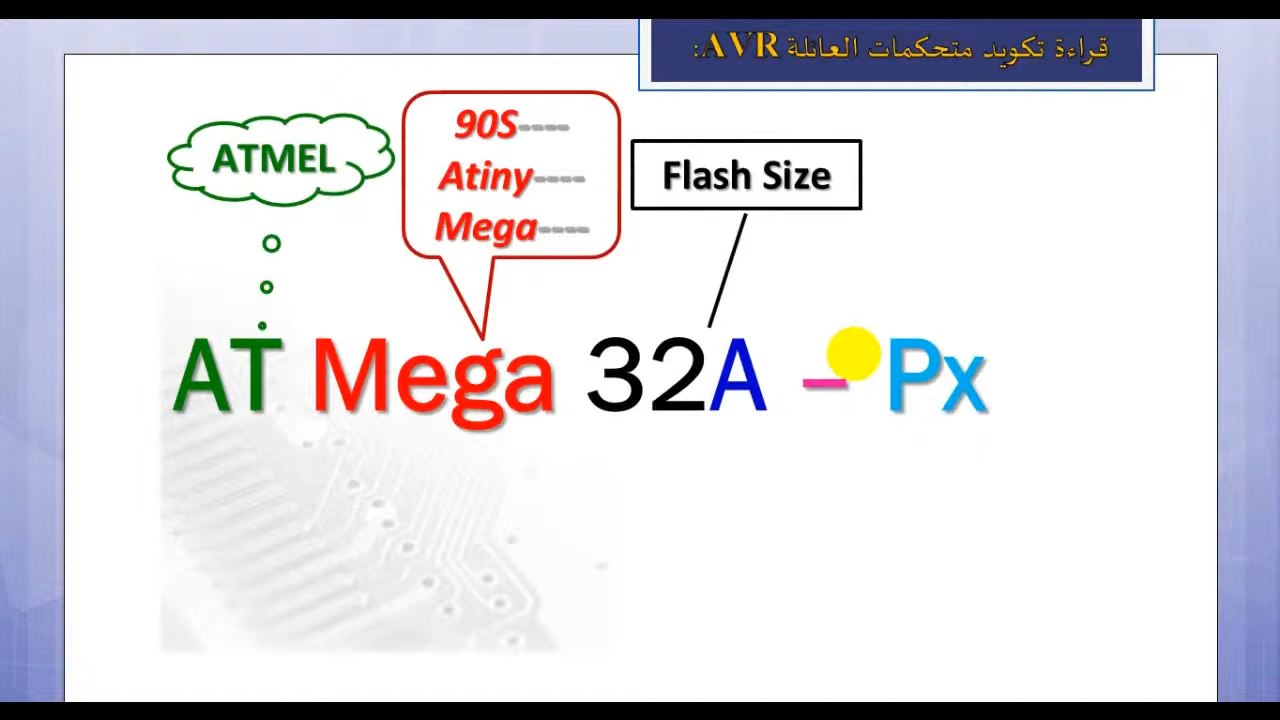 قراءة تكويد متحكمات العائلة AVR:
ATMEL
90S----
Atiny----
Mega----
Flash Size
AT Mega 32A – Px